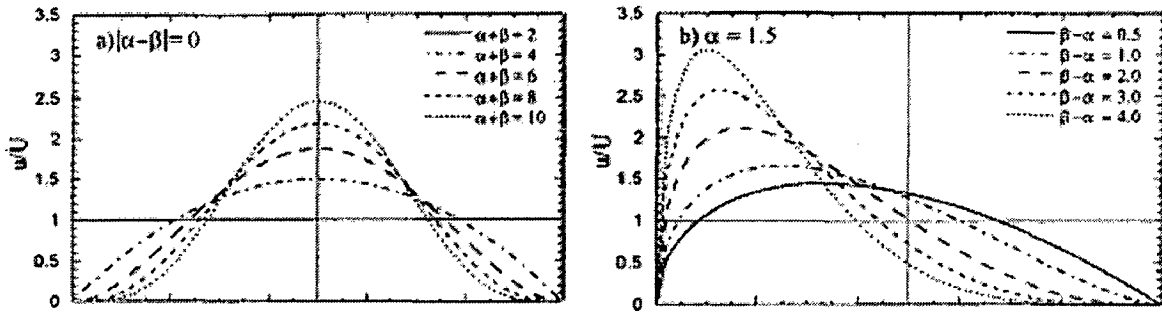 3.5
3
2.5
2
1.5
1
0.5
0
u/U
a) |α-β| = 0
α+β = 2
α+β = 4
α+β = 6
α+β = 8
α+β = 10
3.5
3
2.5
2
1.5
1
0.5
0
u/U
b) α = 1.5
β-α = 0.5
β-α = 1.0
β-α = 2.0
β-α = 3.0
β-α = 4.0